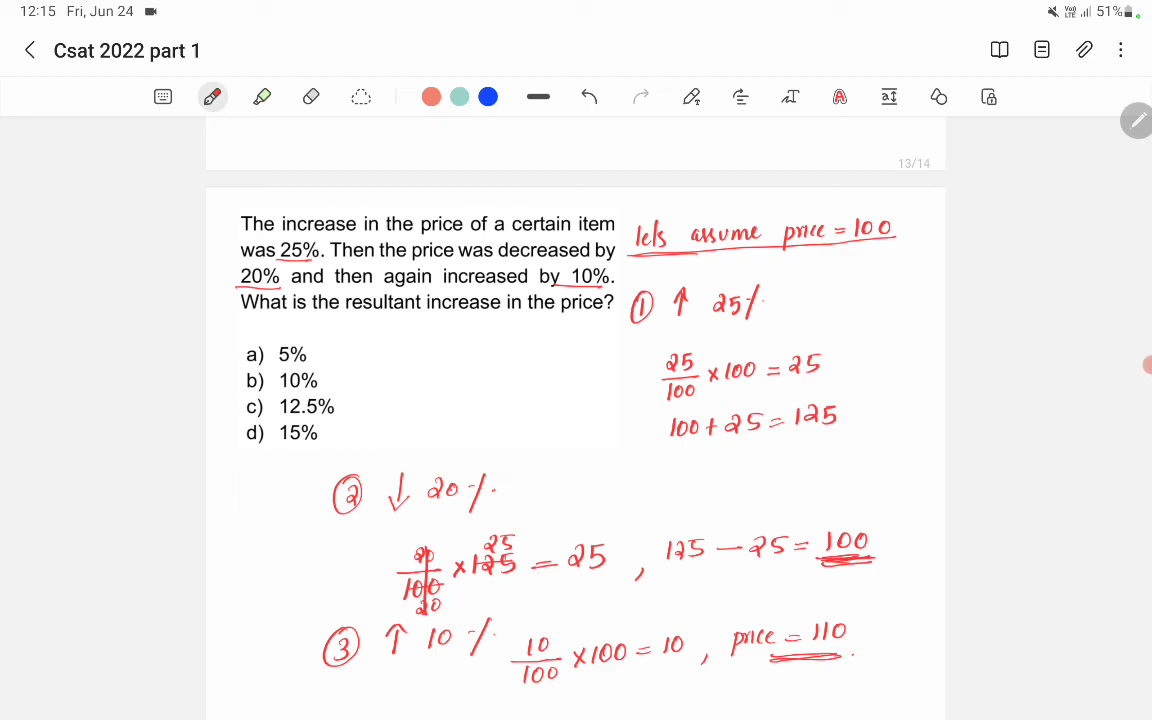 12:15 Fri, Jun 24 51%
Csat 2022 part 1
13/14
The increase in the price of a certain item
was 25%. Then the price was decreased by
20% and then again increased by 10%.
What is the resultant increase in the price?
a) 5%
b) 10%
c) 12.5%
d) 15%
lets assume price = 100
① ↑ 25%
25/100 × 100 = 25
100 + 25 = 125
② ↓ 20%
20/100 × 125 = 25, 125 — 25 = 100
25
20
③ ↑ 10% 10/100 × 100 = 10, price = 110.